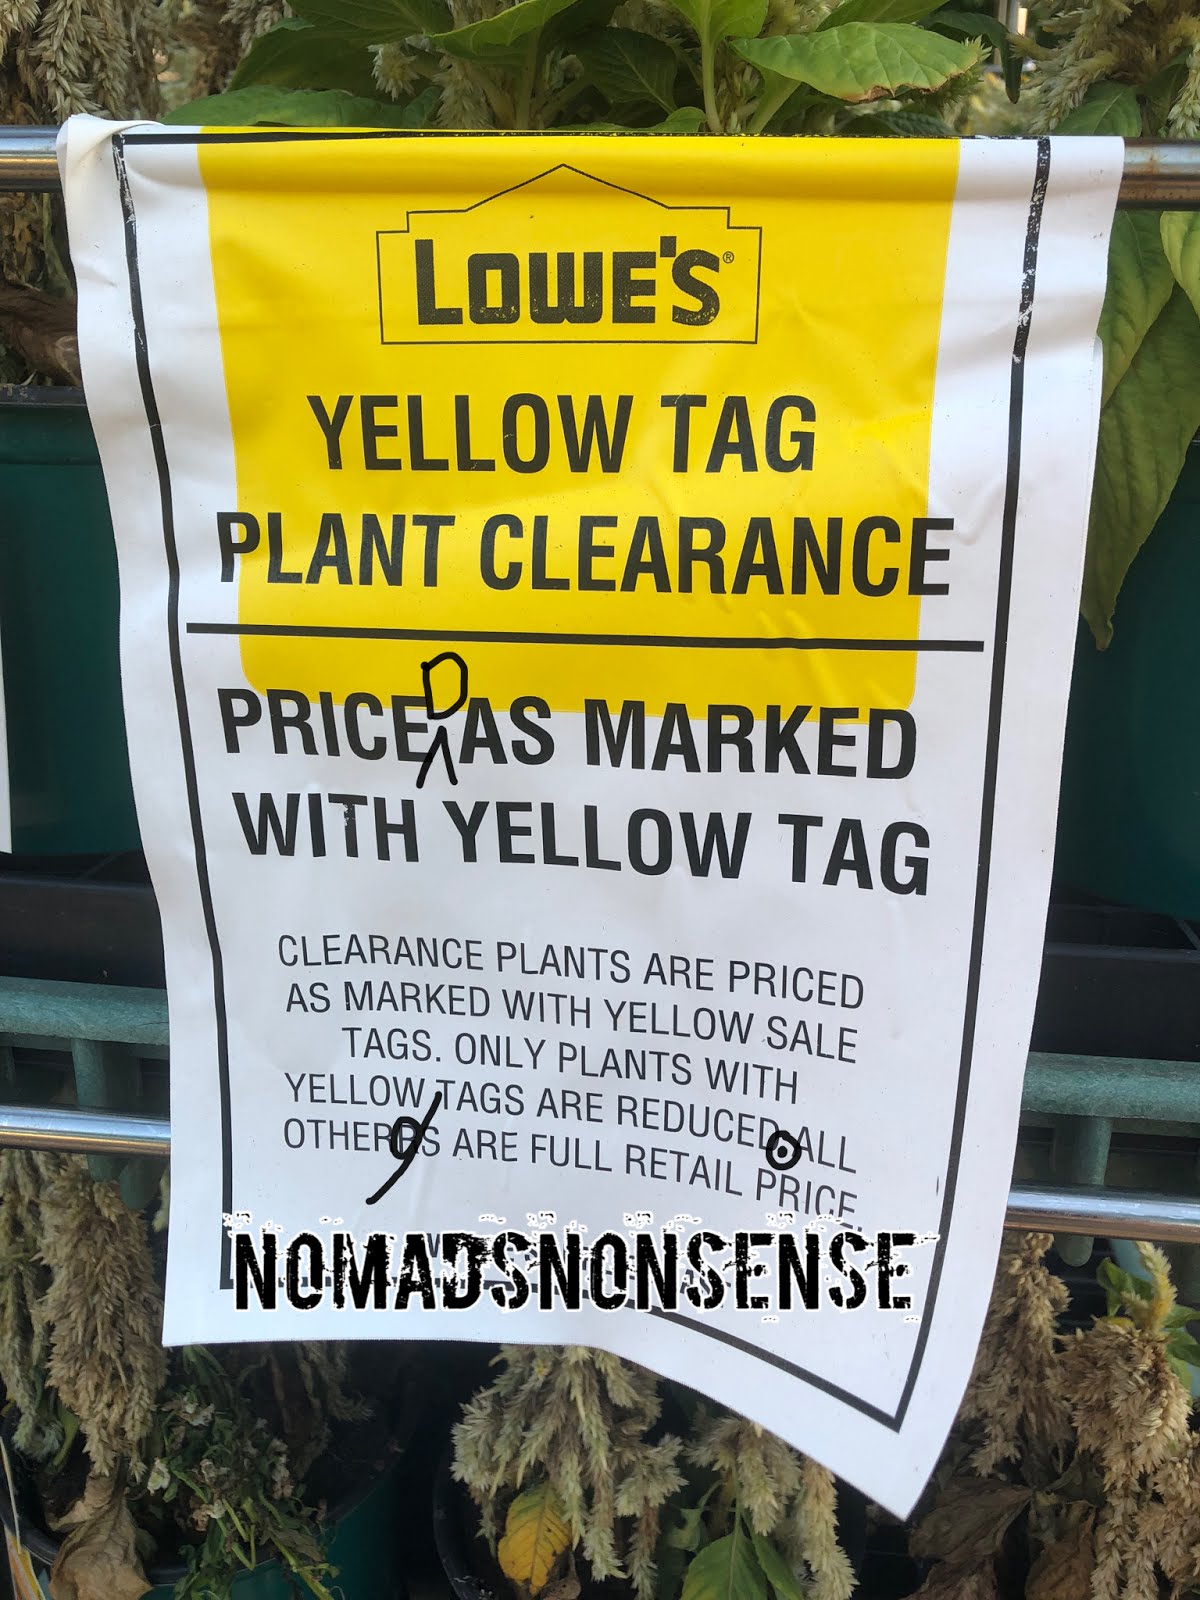 LOWE'S®
YELLOW TAG
PLANT CLEARANCE
PRICE D AS MARKED
WITH YELLOW TAG
CLEARANCE PLANTS ARE PRICED
AS MARKED WITH YELLOW SALE
TAGS. ONLY PLANTS WITH
YELLOW TAGS ARE REDUCED ALL
OTHERRS ARE FULL RETAIL PRICE.
NOMADSNONSENSE